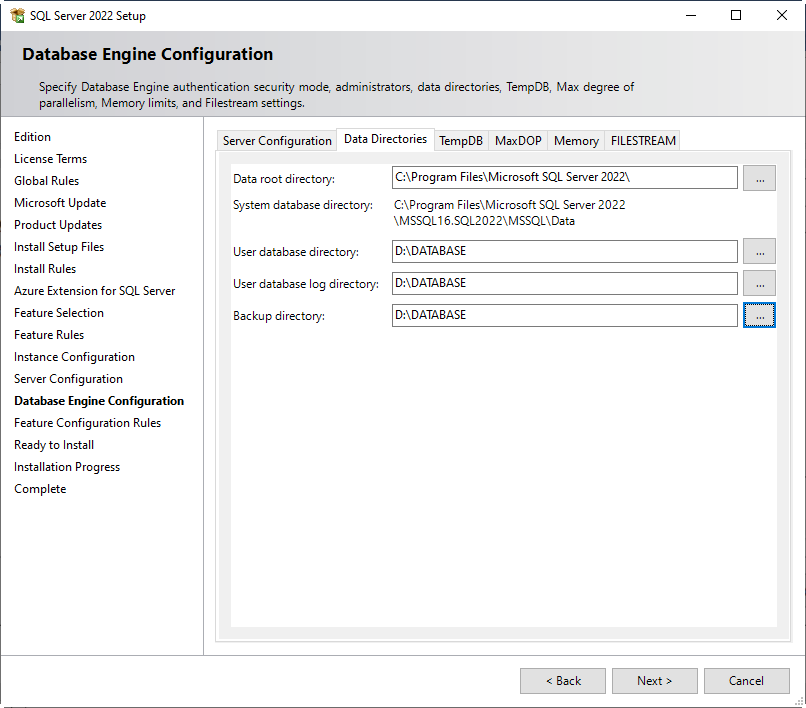 SQL Server 2022 Setup
Database Engine Configuration
Specify Database Engine authentication security mode, administrators, data directories, TempDB, Max degree of
parallelism, Memory limits, and Filestream settings.
Edition
License Terms
Global Rules
Microsoft Update
Product Updates
Install Setup Files
Install Rules
Azure Extension for SQL Server
Feature Selection
Feature Rules
Instance Configuration
Server Configuration
Database Engine Configuration
Feature Configuration Rules
Ready to Install
Installation Progress
Complete
Server Configuration Data Directories TempDB MaxDOP Memory FILESTREAM
Data root directory: C:\Program Files\Microsoft SQL Server 2022\ ...
System database directory: C:\Program Files\Microsoft SQL Server 2022
\MSSQL16.SQL2022\MSSQL\Data
User database directory: D:\DATABASE ...
User database log directory: D:\DATABASE ...
Backup directory: D:\DATABASE ...
< Back Next > Cancel